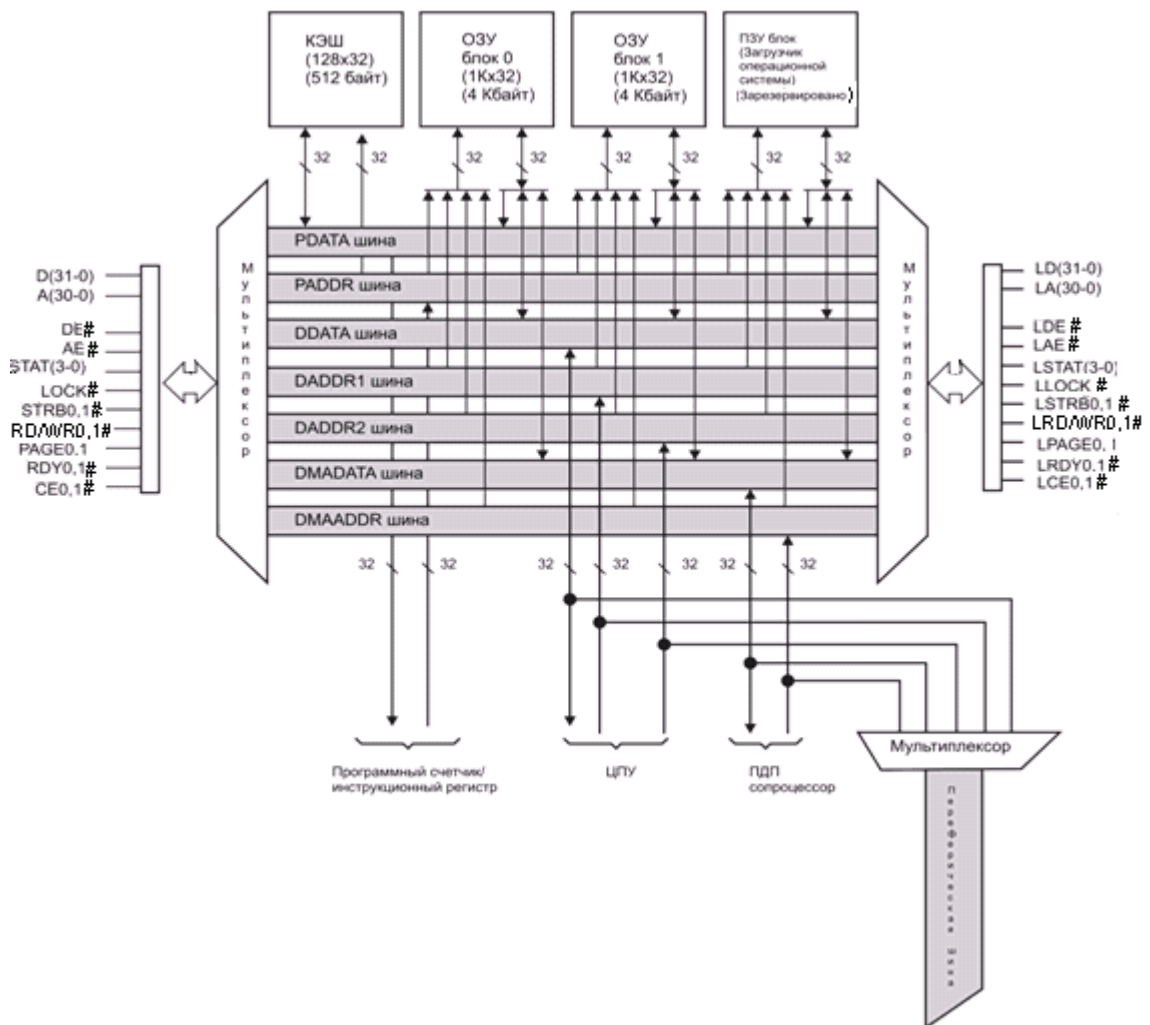 КЭШ
(128x32)
(512 байт)
ОЗУ
блок 0
(1Kx32)
(4 Кбайт)
ОЗУ
блок 1
(1Kx32)
(4 Кбайт)
ПЗУ блок
(Загрузчик
операционной
системы)
(Зарезервировано)
32
32
32
32
32
32
32
32
Мультиплексор
PDATA шина
PADDR шина
DDATA шина
DADDR1 шина
DADDR2 шина
DMADATA шина
DMAADDR шина
Мультиплексор
D(31-0)
A(30-0)
DE#
AE#
STAT(3-0)
LOCK#
STRB0,1#
RD/WR0,1#
PAGE0.1
RDY0,1#
CE0,1#
LD(31-0)
LA(30-0)
LDE #
LAE#
LSTAT(3-0)
LLOCK #
LSTRB0,1 #
LRD/WR0,1#
LPAGE0. I
LRDY0.1#
LCE0,1 #
32
32
32
32
32
32
32
Программный счетчик/
инструкционный регистр
ЦПУ
ПДП
сопроцессор
Мультиплексор
Переферическая шина